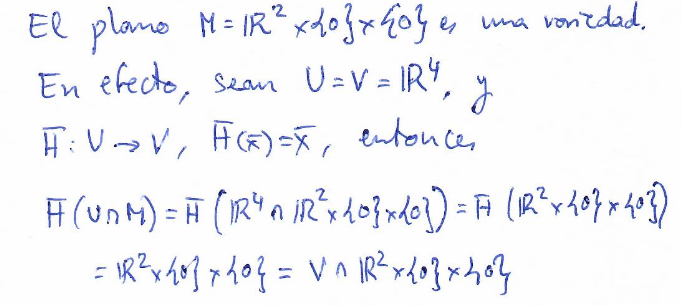 El plano M = ℝ² × {0} × {0} es una variedad.
En efecto, sean U = V = ℝ⁴, y
H̄ : U → V, H̄(x̄) = x̄, entonces
H̄(U ∩ M) = H̄(ℝ⁴ ∩ ℝ² × {0} × {0}) = H̄(ℝ² × {0} × {0})
= ℝ² × {0} × {0} = V ∩ ℝ² × {0} × {0}